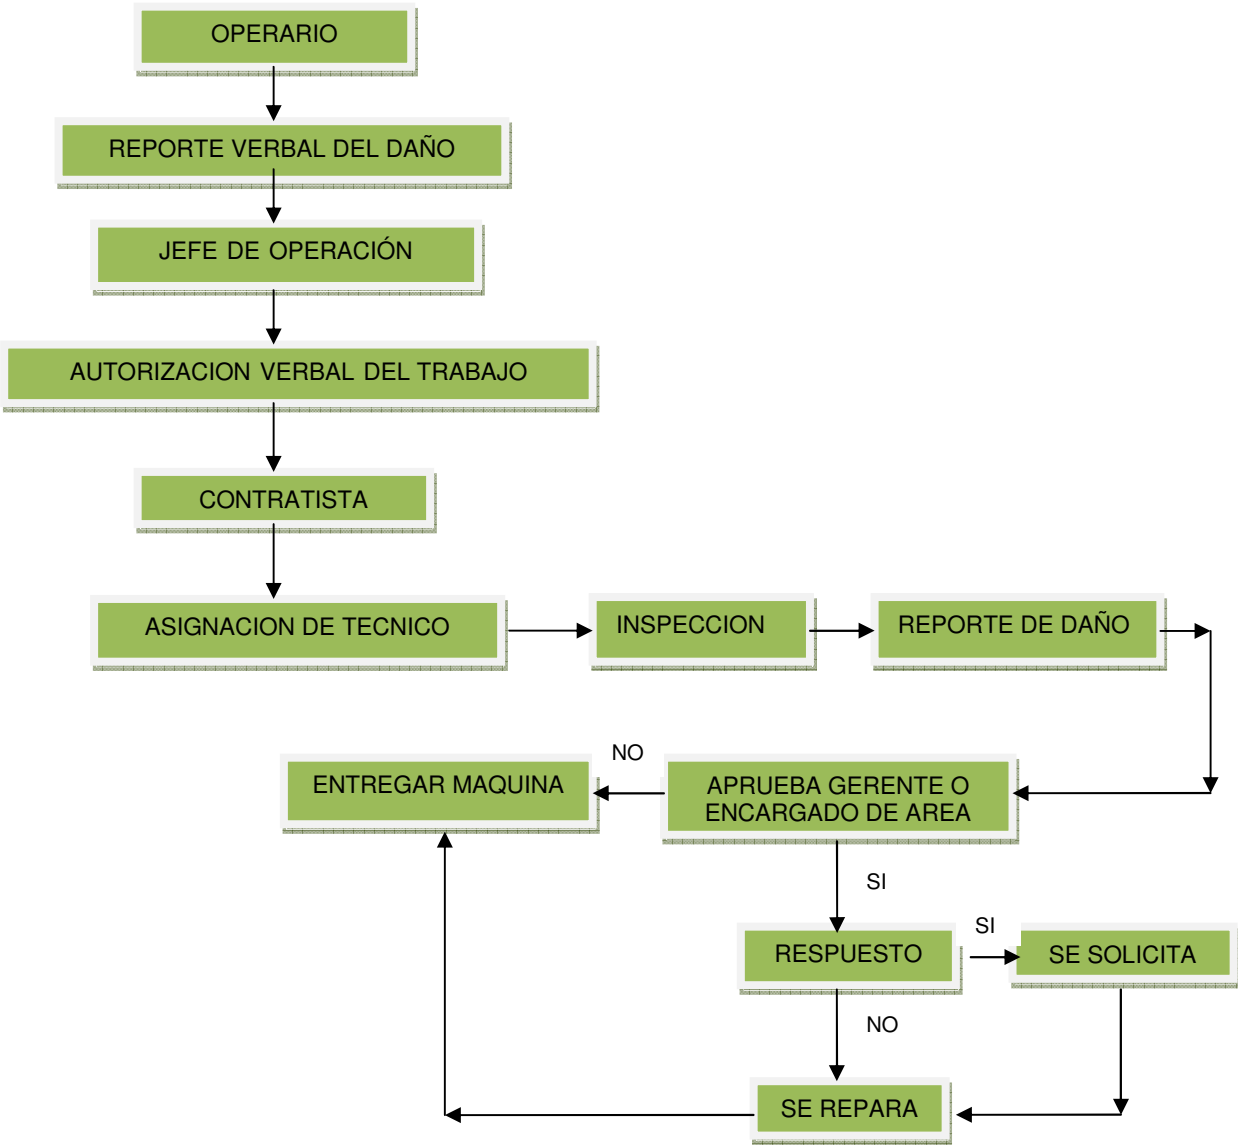 OPERARIO
REPORTE VERBAL DEL DAÑO
JEFE DE OPERACIÓN
AUTORIZACION VERBAL DEL TRABAJO
CONTRATISTA
ASIGNACION DE TECNICO
INSPECCION
REPORTE DE DAÑO
NO
ENTREGAR MAQUINA
APRUEBA GERENTE O
ENCARGADO DE AREA
SI
SI
RESPUESTO
SE SOLICITA
NO
SE REPARA